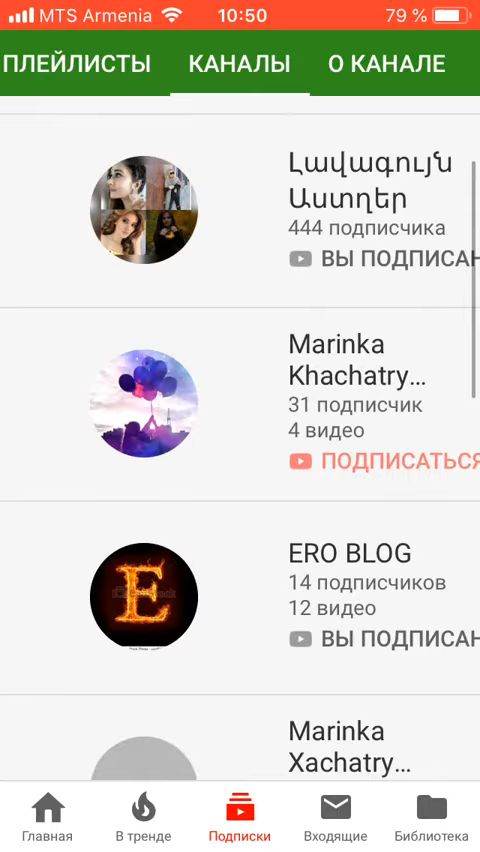 MTS Armenia 10:50 79 %
ПЛЕЙЛИСТЫ КАНАЛЫ О КАНАЛЕ
Լավագույն
Աստղեր
444 подписчика
ВЫ ПОДПИСАН
Marinka
Khachatry...
31 подписчик
4 видео
ПОДПИСАТЬСЯ
E
ERO BLOG
14 подписчиков
12 видео
ВЫ ПОДПИСАН
Marinka
Xachatry...
Главная В тренде Подписки Входящие Библиотека